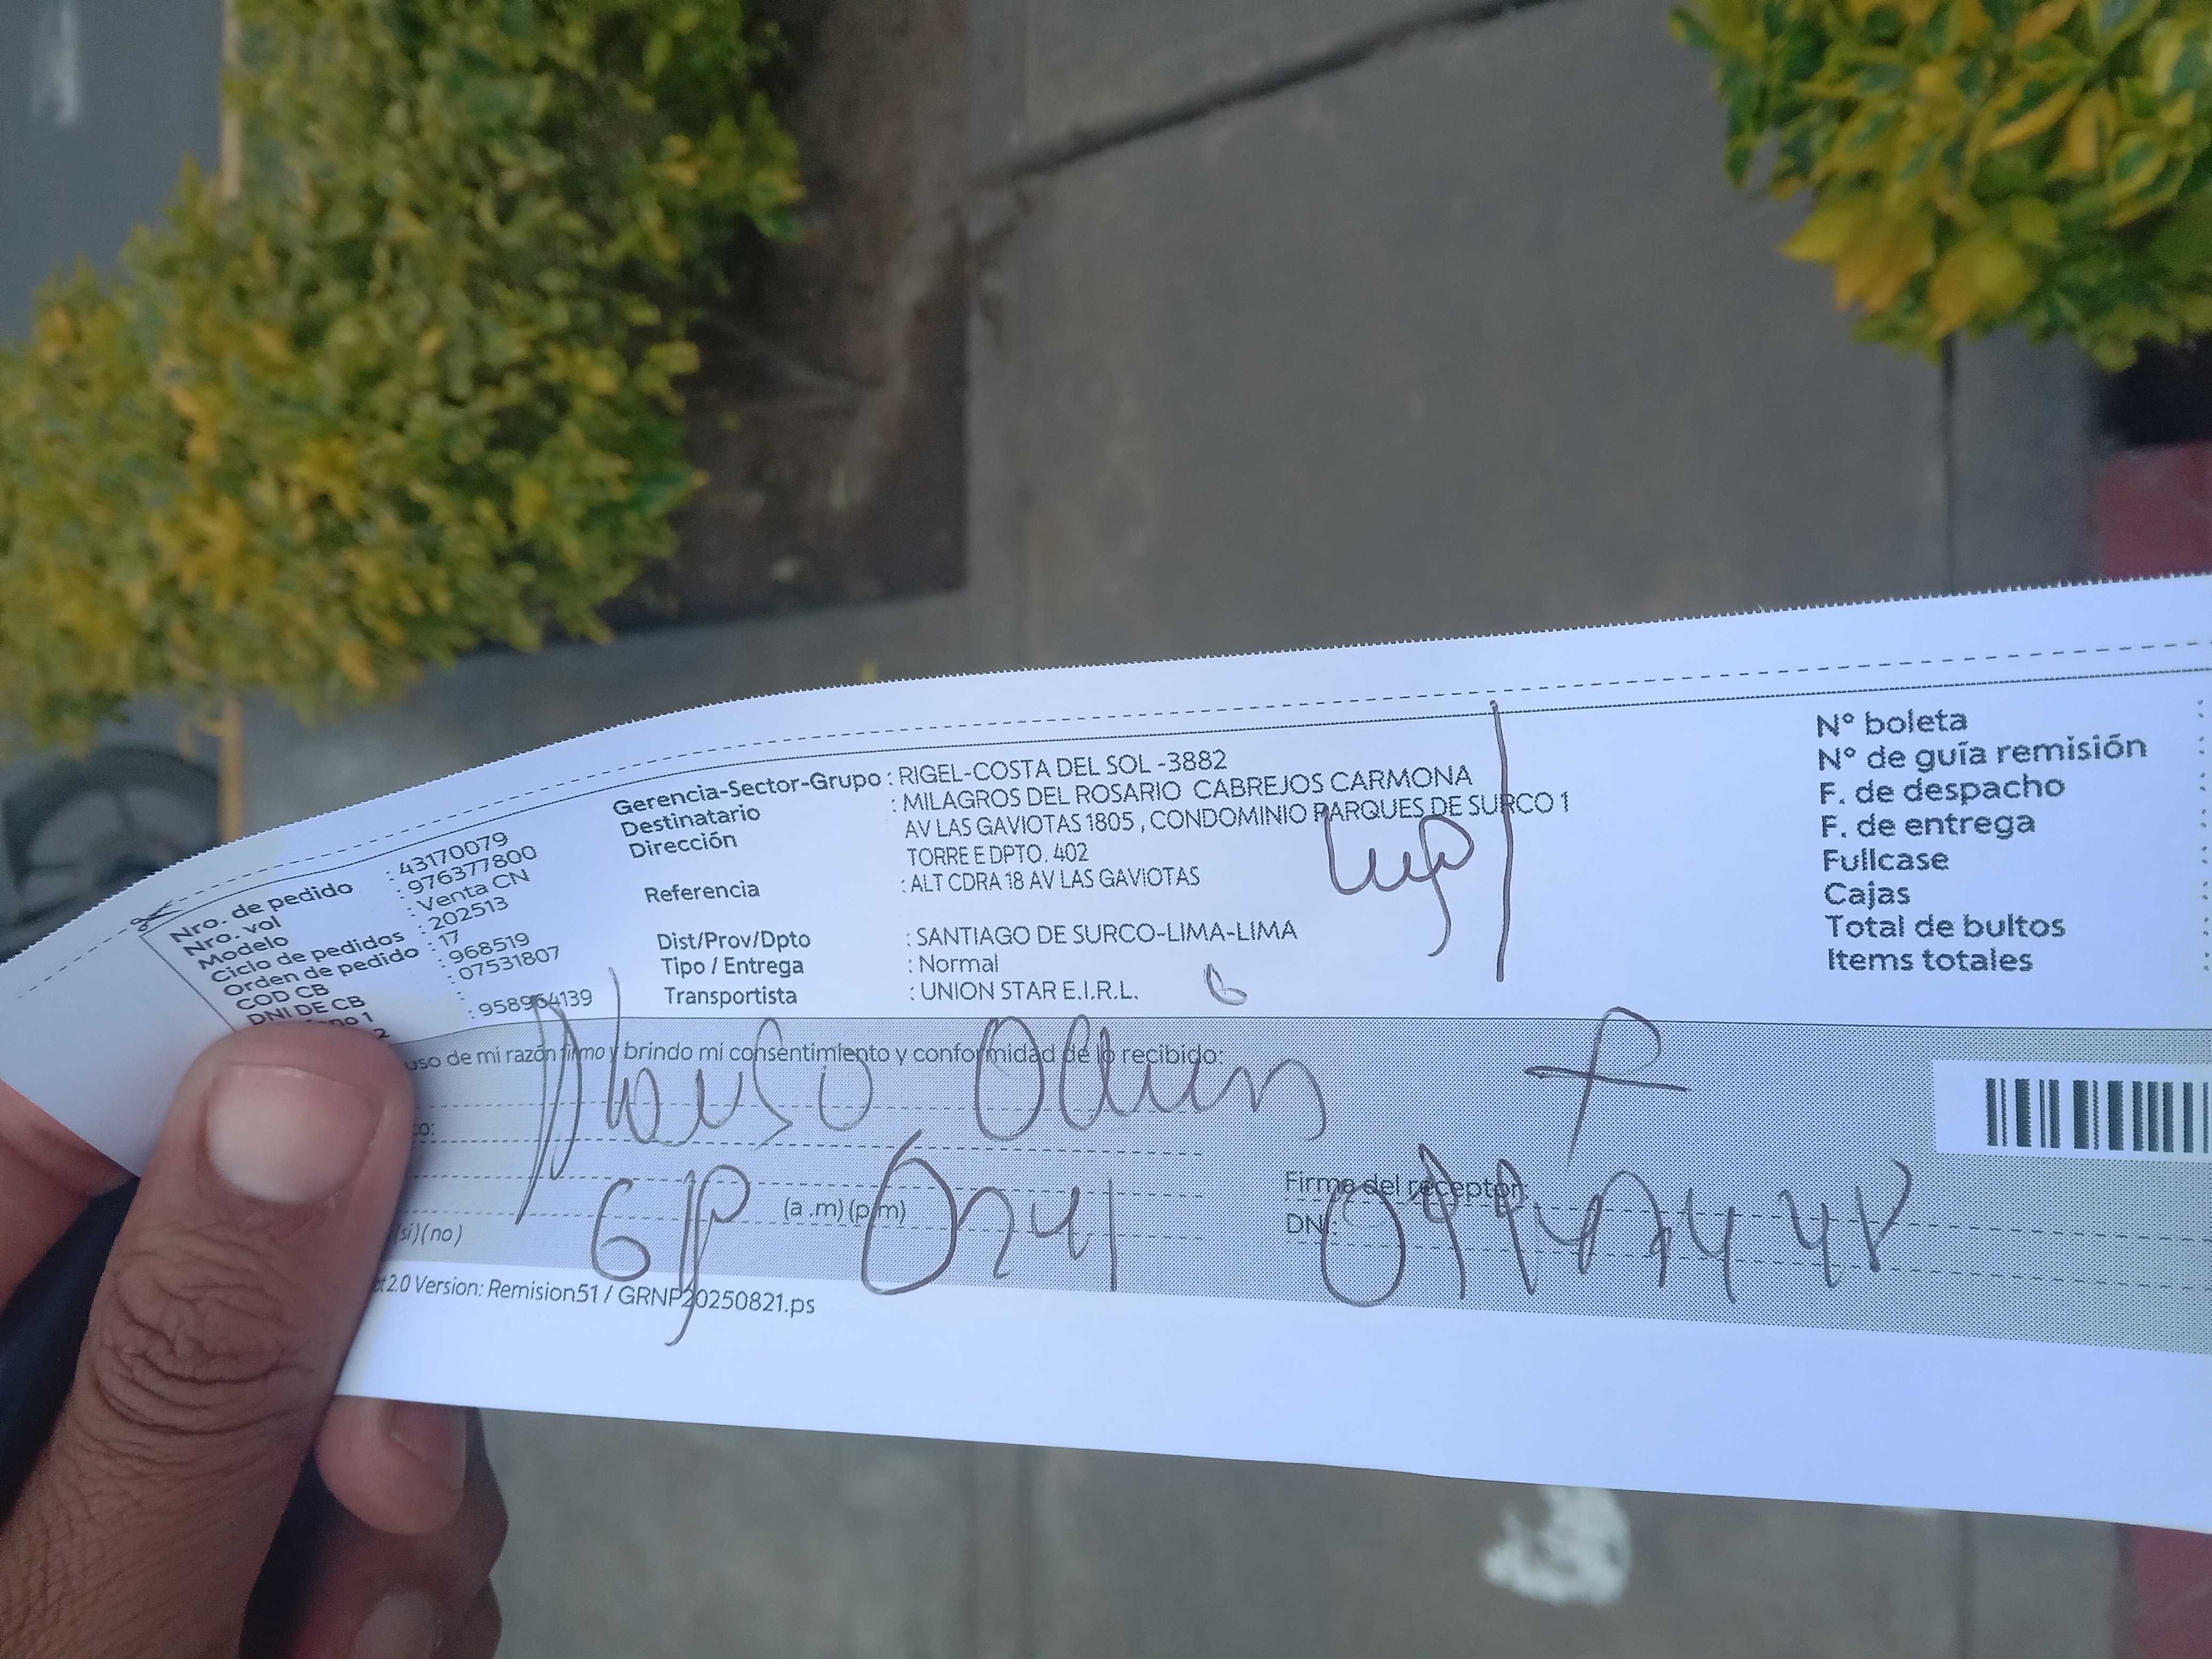 Nro. de pedido : 43170079
Nro. vol : 976377800
Modelo : Venta CN
Ciclo de pedidos : 202513
Orden de pedido : 17
COD CB : 968519
DNI DE CB : 07531807
no 1 :
2 : 958964139
Gerencia-Sector-Grupo : RIGEL-COSTA DEL SOL -3882
Destinatario : MILAGROS DEL ROSARIO CABREJOS CARMONA
Dirección AV LAS GAVIOTAS 1805 , CONDOMINIO PARQUES DE SURCO 1
TORRE E DPTO. 402
Referencia : ALT CDRA 18 AV LAS GAVIOTAS
Dist/Prov/Dpto : SANTIAGO DE SURCO-LIMA-LIMA
Tipo / Entrega : Normal
Transportista : UNION STAR E.I.R.L.
N° boleta :
N° de guía remisión :
F. de despacho :
F. de entrega :
Fullcase :
Cajas :
Total de bultos :
Items totales :
uso de mi razón firmo y brindo mi consentimiento y conformidad de lo recibido:
co:
(a .m) (p.m)
(si) (no)
Firma del receptor:
DNI:
2.0 Version: Remision51 / GRNP20250821.ps